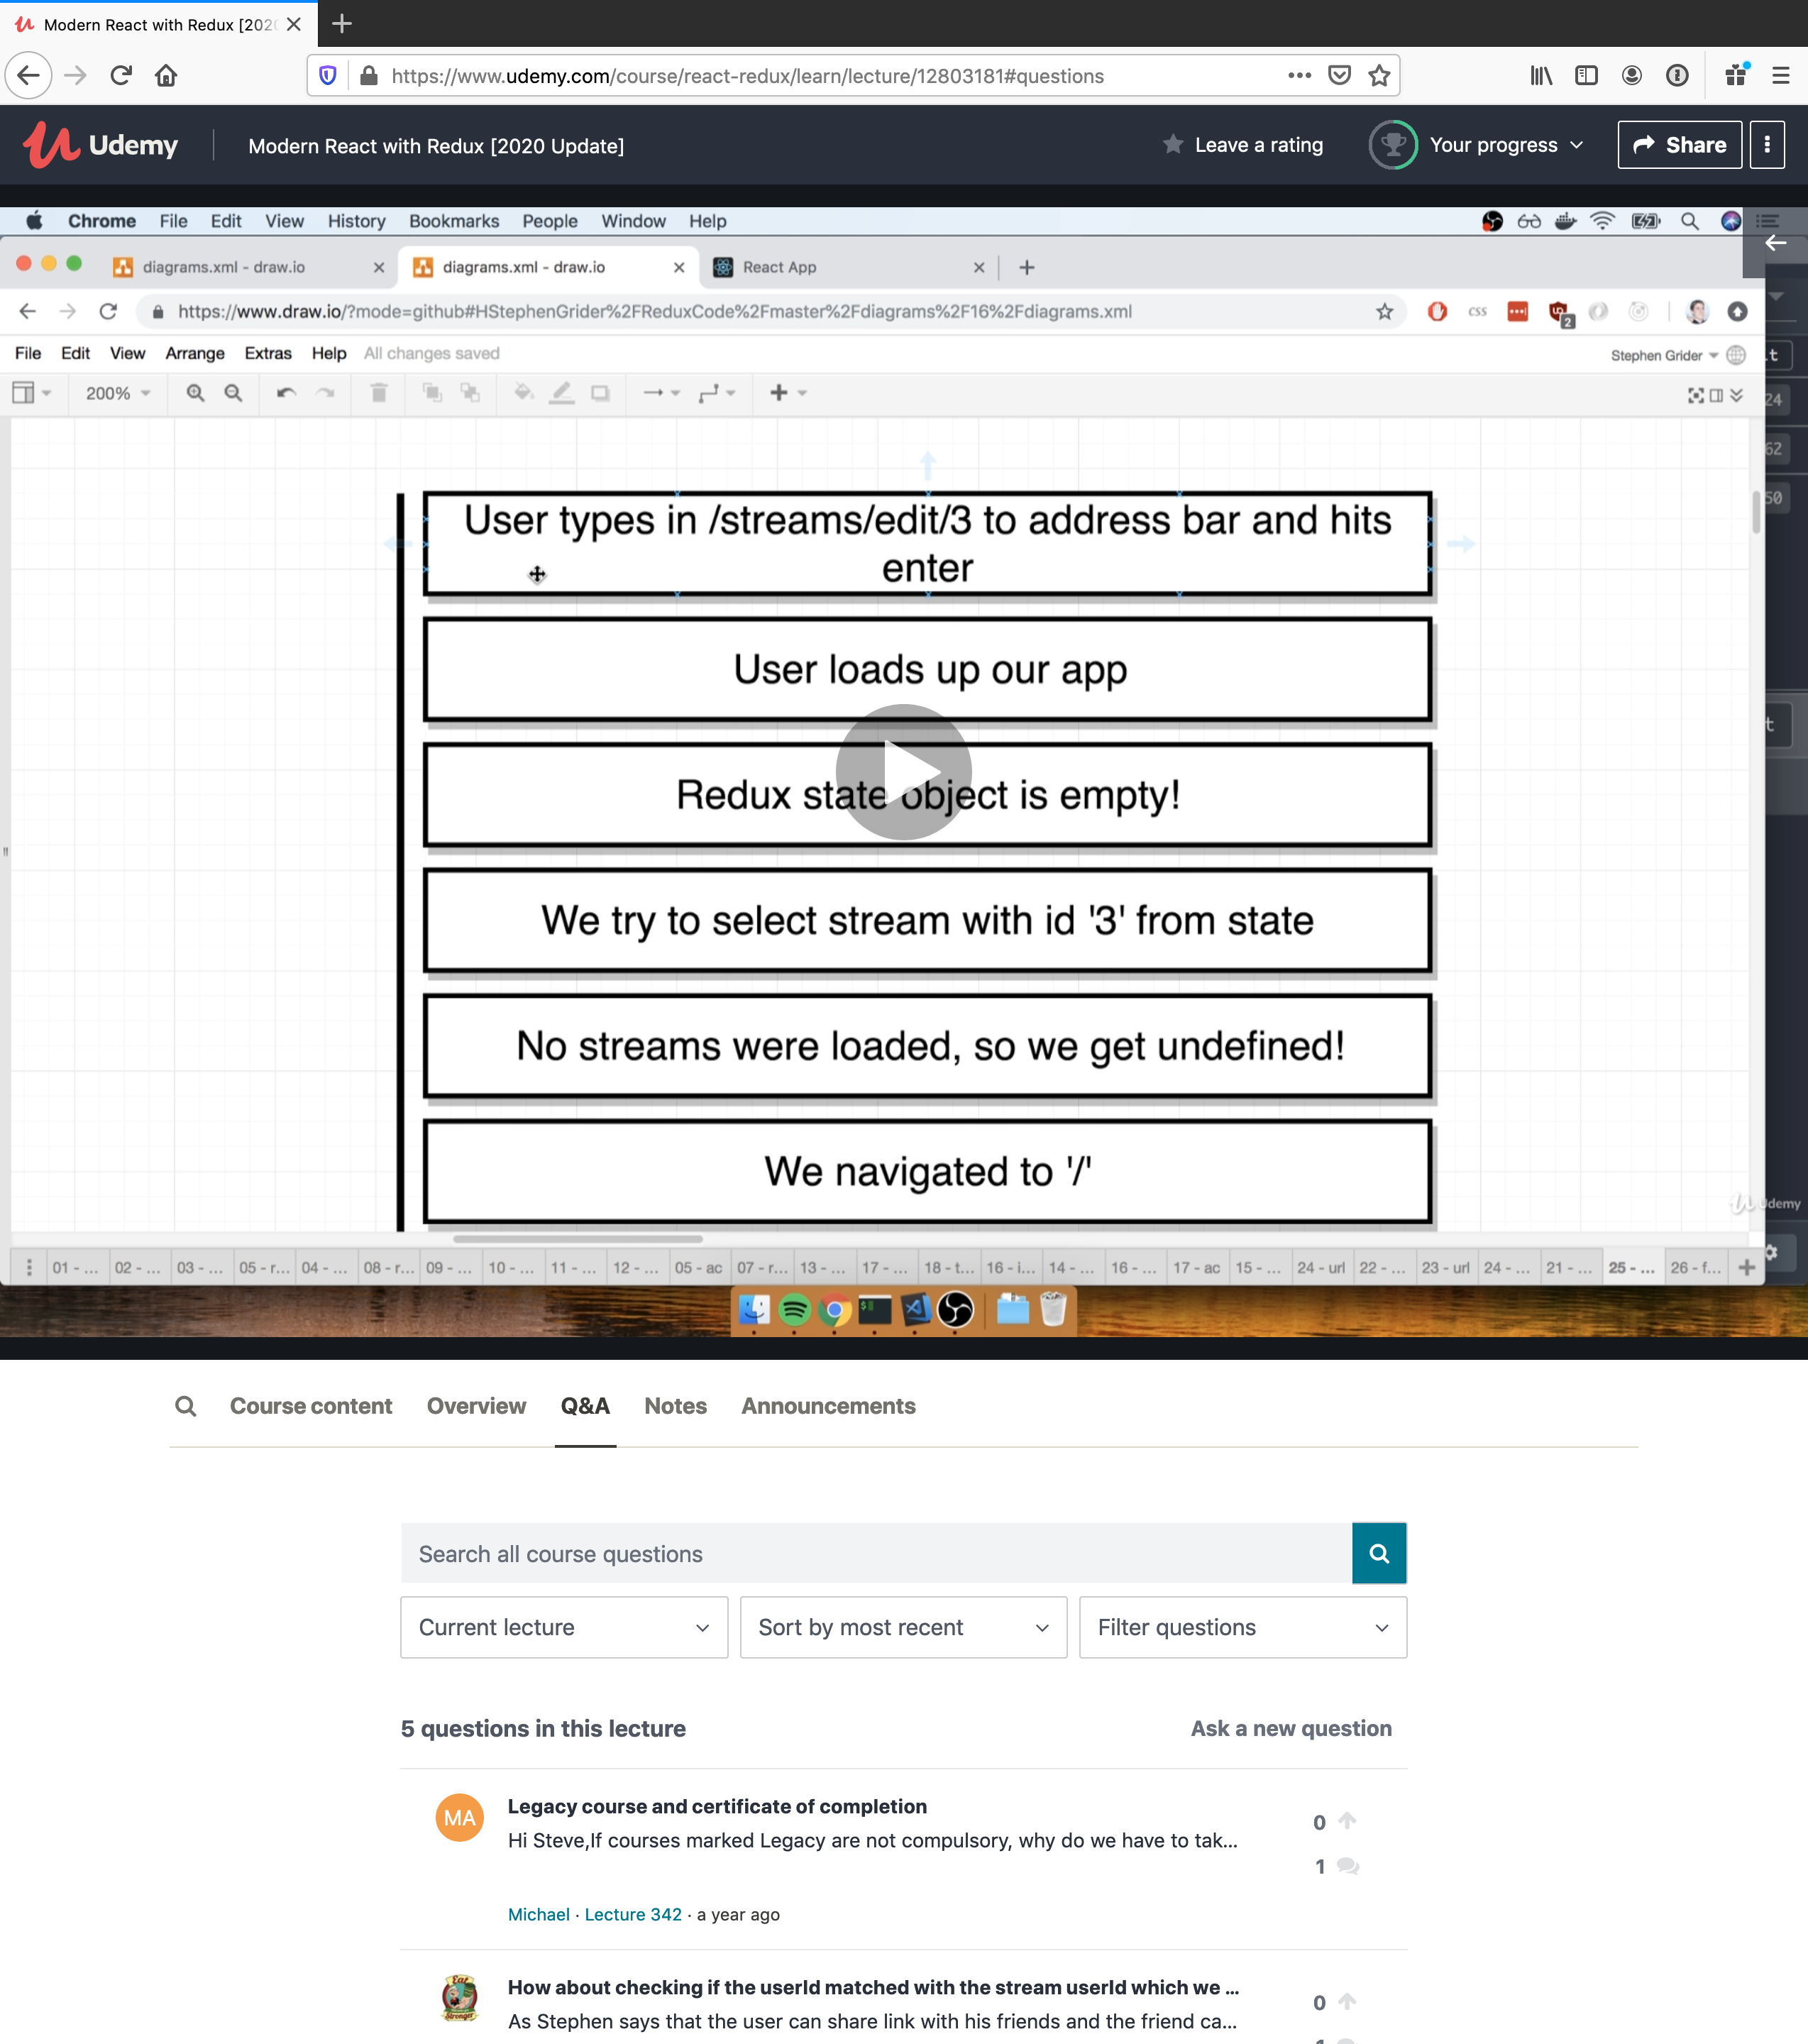 Modern React with Redux [202
https://www.udemy.com/course/react-redux/learn/lecture/12803181#questions
Udemy
Modern React with Redux [2020 Update]
Leave a rating
Your progress
Share
Chrome File Edit View History Bookmarks People Window Help
diagrams.xml - draw.io
diagrams.xml - draw.io
React App
https://www.draw.io/?mode=github#HStephenGrider%2FReduxCode%2Fmaster%2Fdiagrams%2F16%2Fdiagrams.xml
css
2
File Edit View Arrange Extras Help All changes saved
Stephen Grider
200%
24
62
50
User types in /streams/edit/3 to address bar and hits
enter
User loads up our app
Redux state object is empty!
We try to select stream with id '3' from state
No streams were loaded, so we get undefined!
We navigated to '/'
Udemy
01 - ... 02 - ... 03 - ... 05 - r... 04 - ... 08 - r... 09 - ... 10 - ... 11 - ... 12 - ... 05 - ac 07 - r... 13 - ... 17 - ... 18 - t... 16 - i... 14 - ... 16 - ... 17 - ac 15 - ... 24 - url 22 - ... 23 - url 24 - ... 21 - ... 25 - ... 26 - f...
Course content
Overview
Q&A
Notes
Announcements
Search all course questions
Current lecture
Sort by most recent
Filter questions
5 questions in this lecture
Ask a new question
MA
Legacy course and certificate of completion
0
Hi Steve,If courses marked Legacy are not compulsory, why do we have to tak...
1
Michael · Lecture 342 · a year ago
How about checking if the userId matched with the stream userId which we ...
0
As Stephen says that the user can share link with his friends and the friend ca...